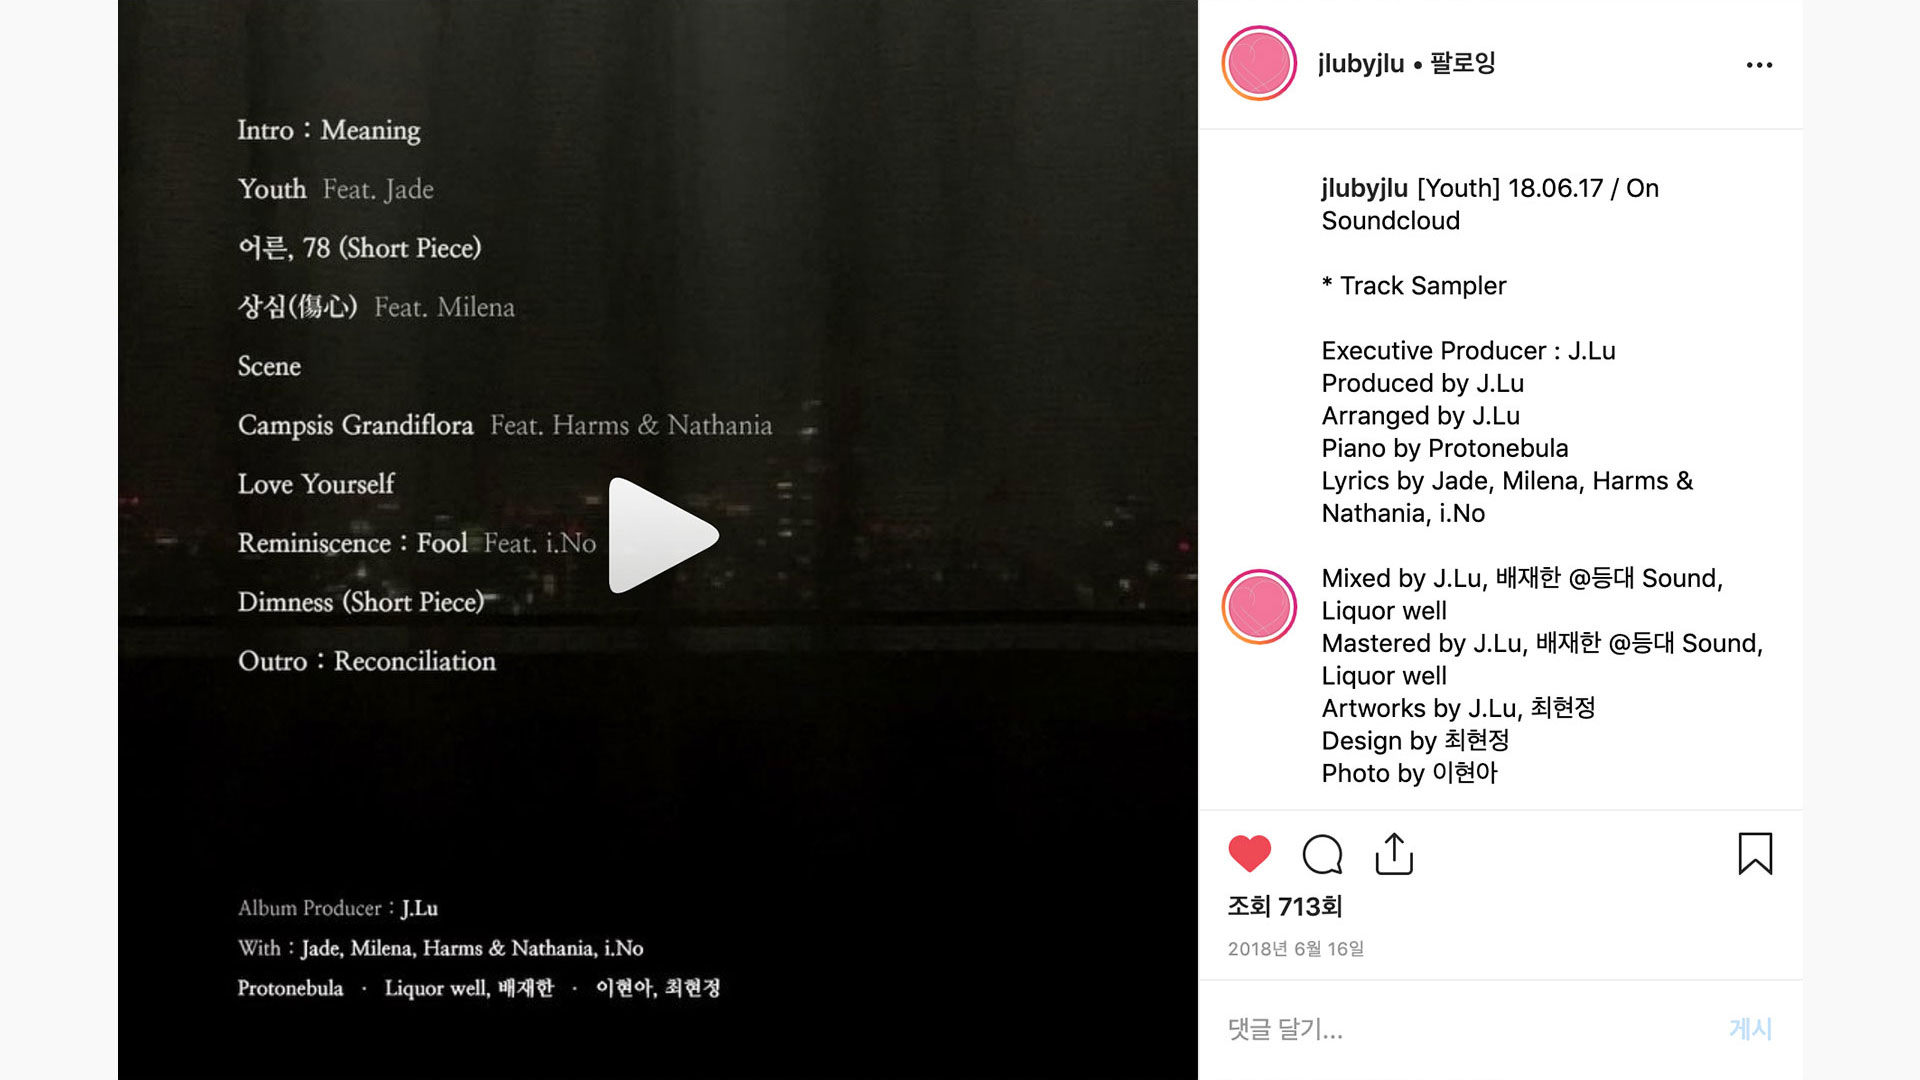 Intro : Meaning
Youth Feat. Jade
어른, 78 (Short Piece)
상심(傷心) Feat. Milena
Scene
Campsis Grandiflora Feat. Harms & Nathania
Love Yourself
Reminiscence : Fool Feat. i.No
Dimness (Short Piece)
Outro : Reconciliation
Album Producer : J.Lu
With : Jade, Milena, Harms & Nathania, i.No
Protonebula · Liquor well, 배재한 · 이현아, 최현정
jlubyjlu • 팔로잉
jlubyjlu [Youth] 18.06.17 / On
Soundcloud
* Track Sampler
Executive Producer : J.Lu
Produced by J.Lu
Arranged by J.Lu
Piano by Protonebula
Lyrics by Jade, Milena, Harms &
Nathania, i.No
Mixed by J.Lu, 배재한 @등대 Sound,
Liquor well
Mastered by J.Lu, 배재한 @등대 Sound,
Liquor well
Artworks by J.Lu, 최현정
Design by 최현정
Photo by 이현아
조회 713회
2018년 6월 16일
댓글 달기...
게시